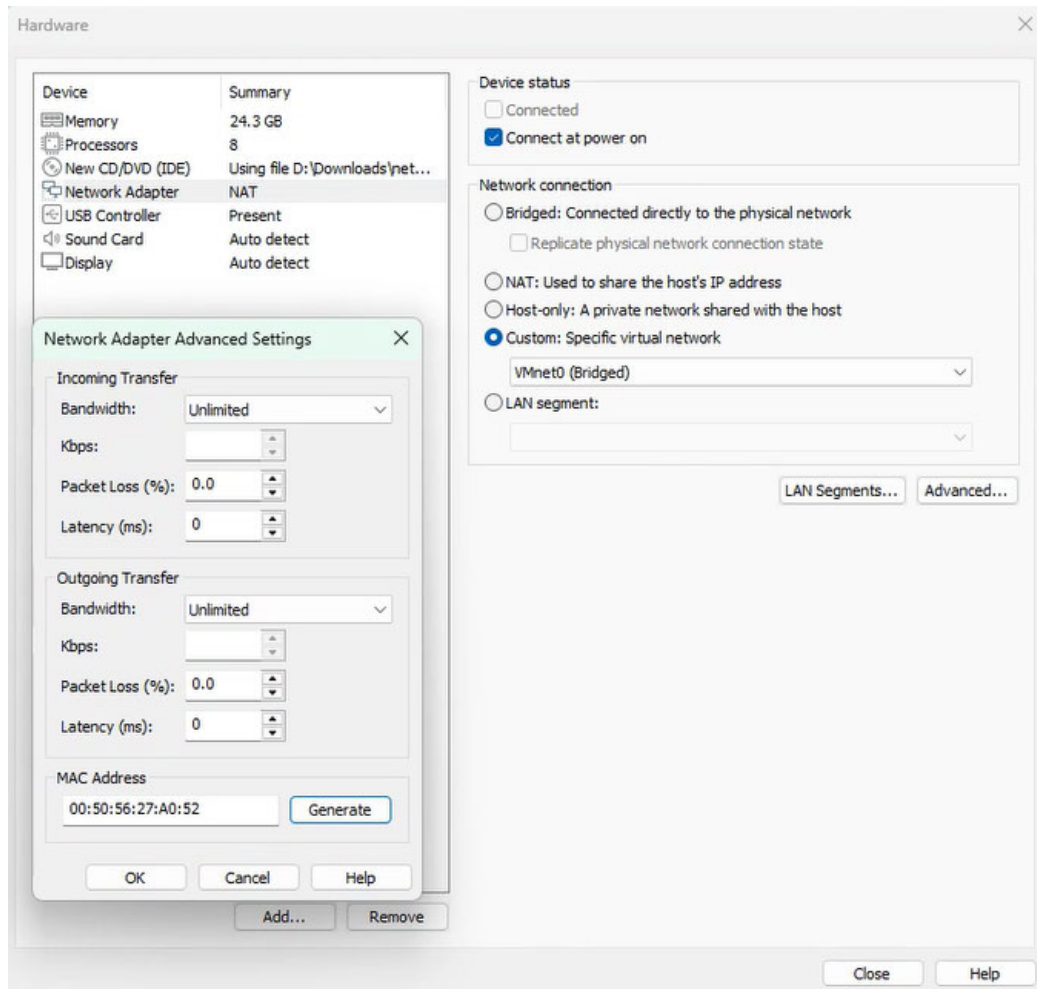 Hardware
Device Summary
Memory 24.3 GB
Processors 8
New CD/DVD (IDE) Using file D:\Downloads\net...
Network Adapter NAT
USB Controller Present
Sound Card Auto detect
Display Auto detect
Device status
Connected
Connect at power on
Network connection
Bridged: Connected directly to the physical network
Replicate physical network connection state
NAT: Used to share the host's IP address
Host-only: A private network shared with the host
Custom: Specific virtual network
VMnet0 (Bridged)
LAN segment:
LAN Segments... Advanced...
Network Adapter Advanced Settings
Incoming Transfer
Bandwidth: Unlimited
Kbps:
Packet Loss (%): 0.0
Latency (ms): 0
Outgoing Transfer
Bandwidth: Unlimited
Kbps:
Packet Loss (%): 0.0
Latency (ms): 0
MAC Address
00:50:56:27:A0:52 Generate
OK Cancel Help
Add... Remove
Close Help